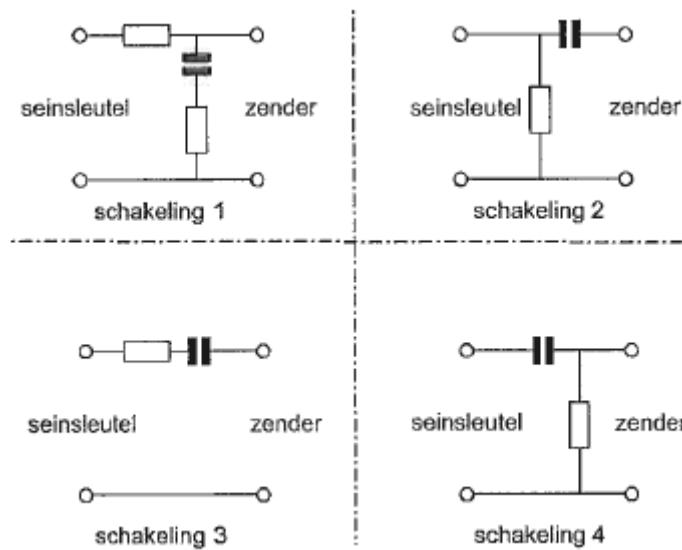 seinsleutel zender
schakeling 1
seinsleutel zender
schakeling 2
seinsleutel zender
schakeling 3
seinsleutel zender
schakeling 4